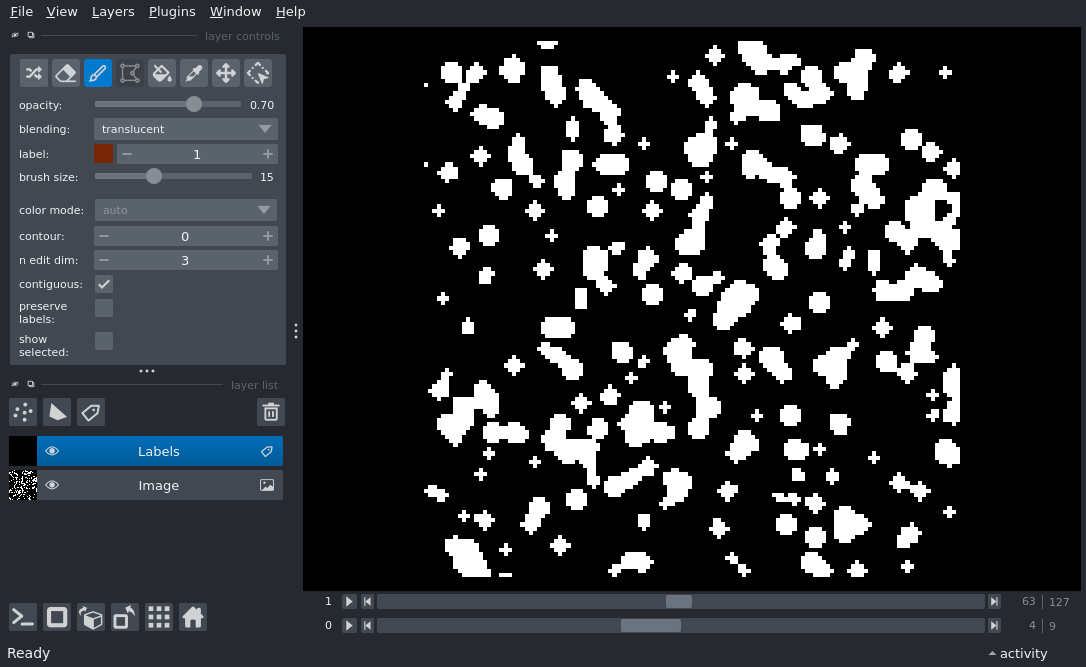 File View Layers Plugins Window Help
layer controls
opacity: 0.70
blending: translucent
label: 1
brush size: 15
color mode: auto
contour: 0
n edit dim: 3
contiguous:
preserve
labels:
show
selected:
layer list
Labels
Image
1 63 127
0 4 9
Ready activity